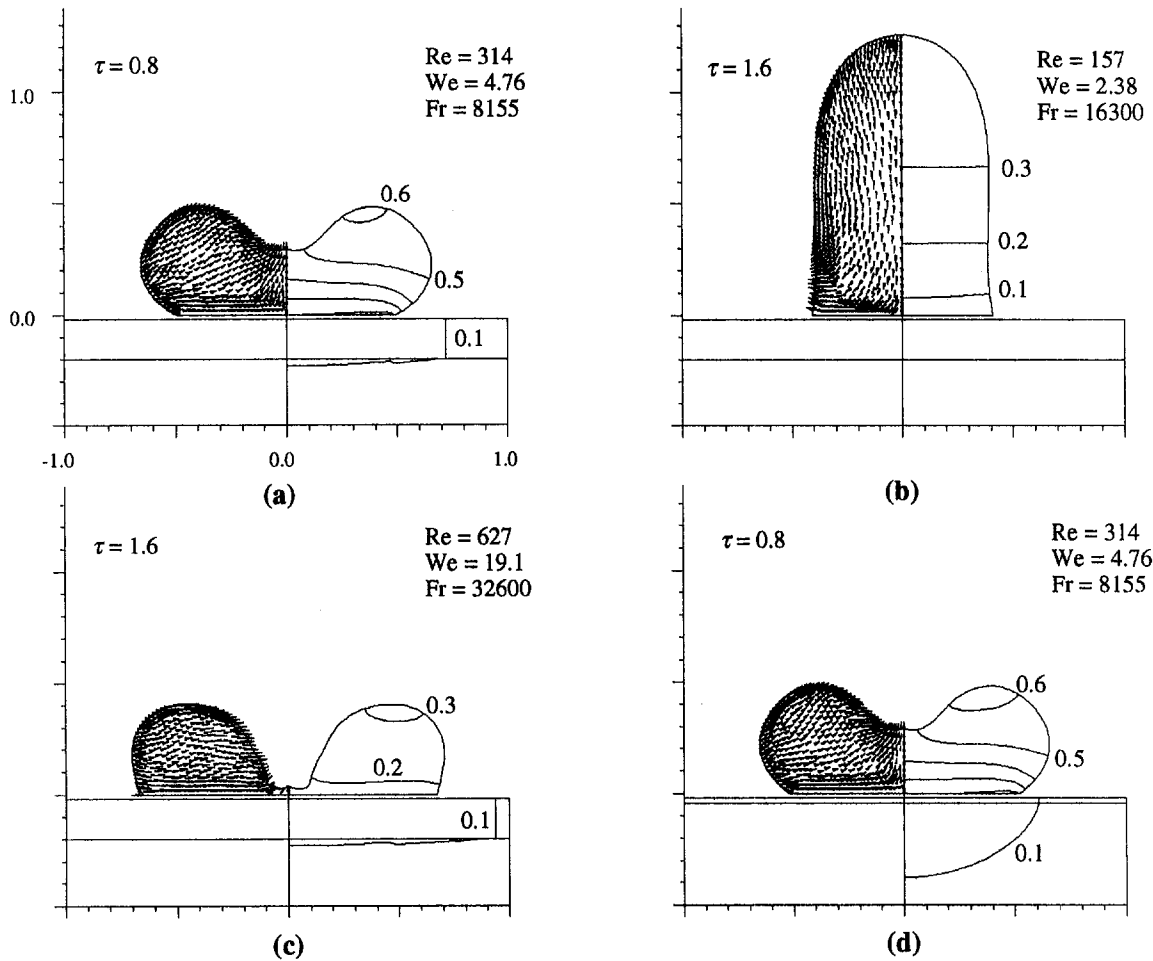 τ = 0.8
Re = 314
We = 4.76
Fr = 8155
1.0
0.6
0.5
0.0
0.1
-1.0
0.0
1.0
(a)
τ = 1.6
Re = 157
We = 2.38
Fr = 16300
0.3
0.2
0.1
(b)
τ = 1.6
Re = 627
We = 19.1
Fr = 32600
0.3
0.2
0.1
(c)
τ = 0.8
Re = 314
We = 4.76
Fr = 8155
0.6
0.5
0.1
(d)